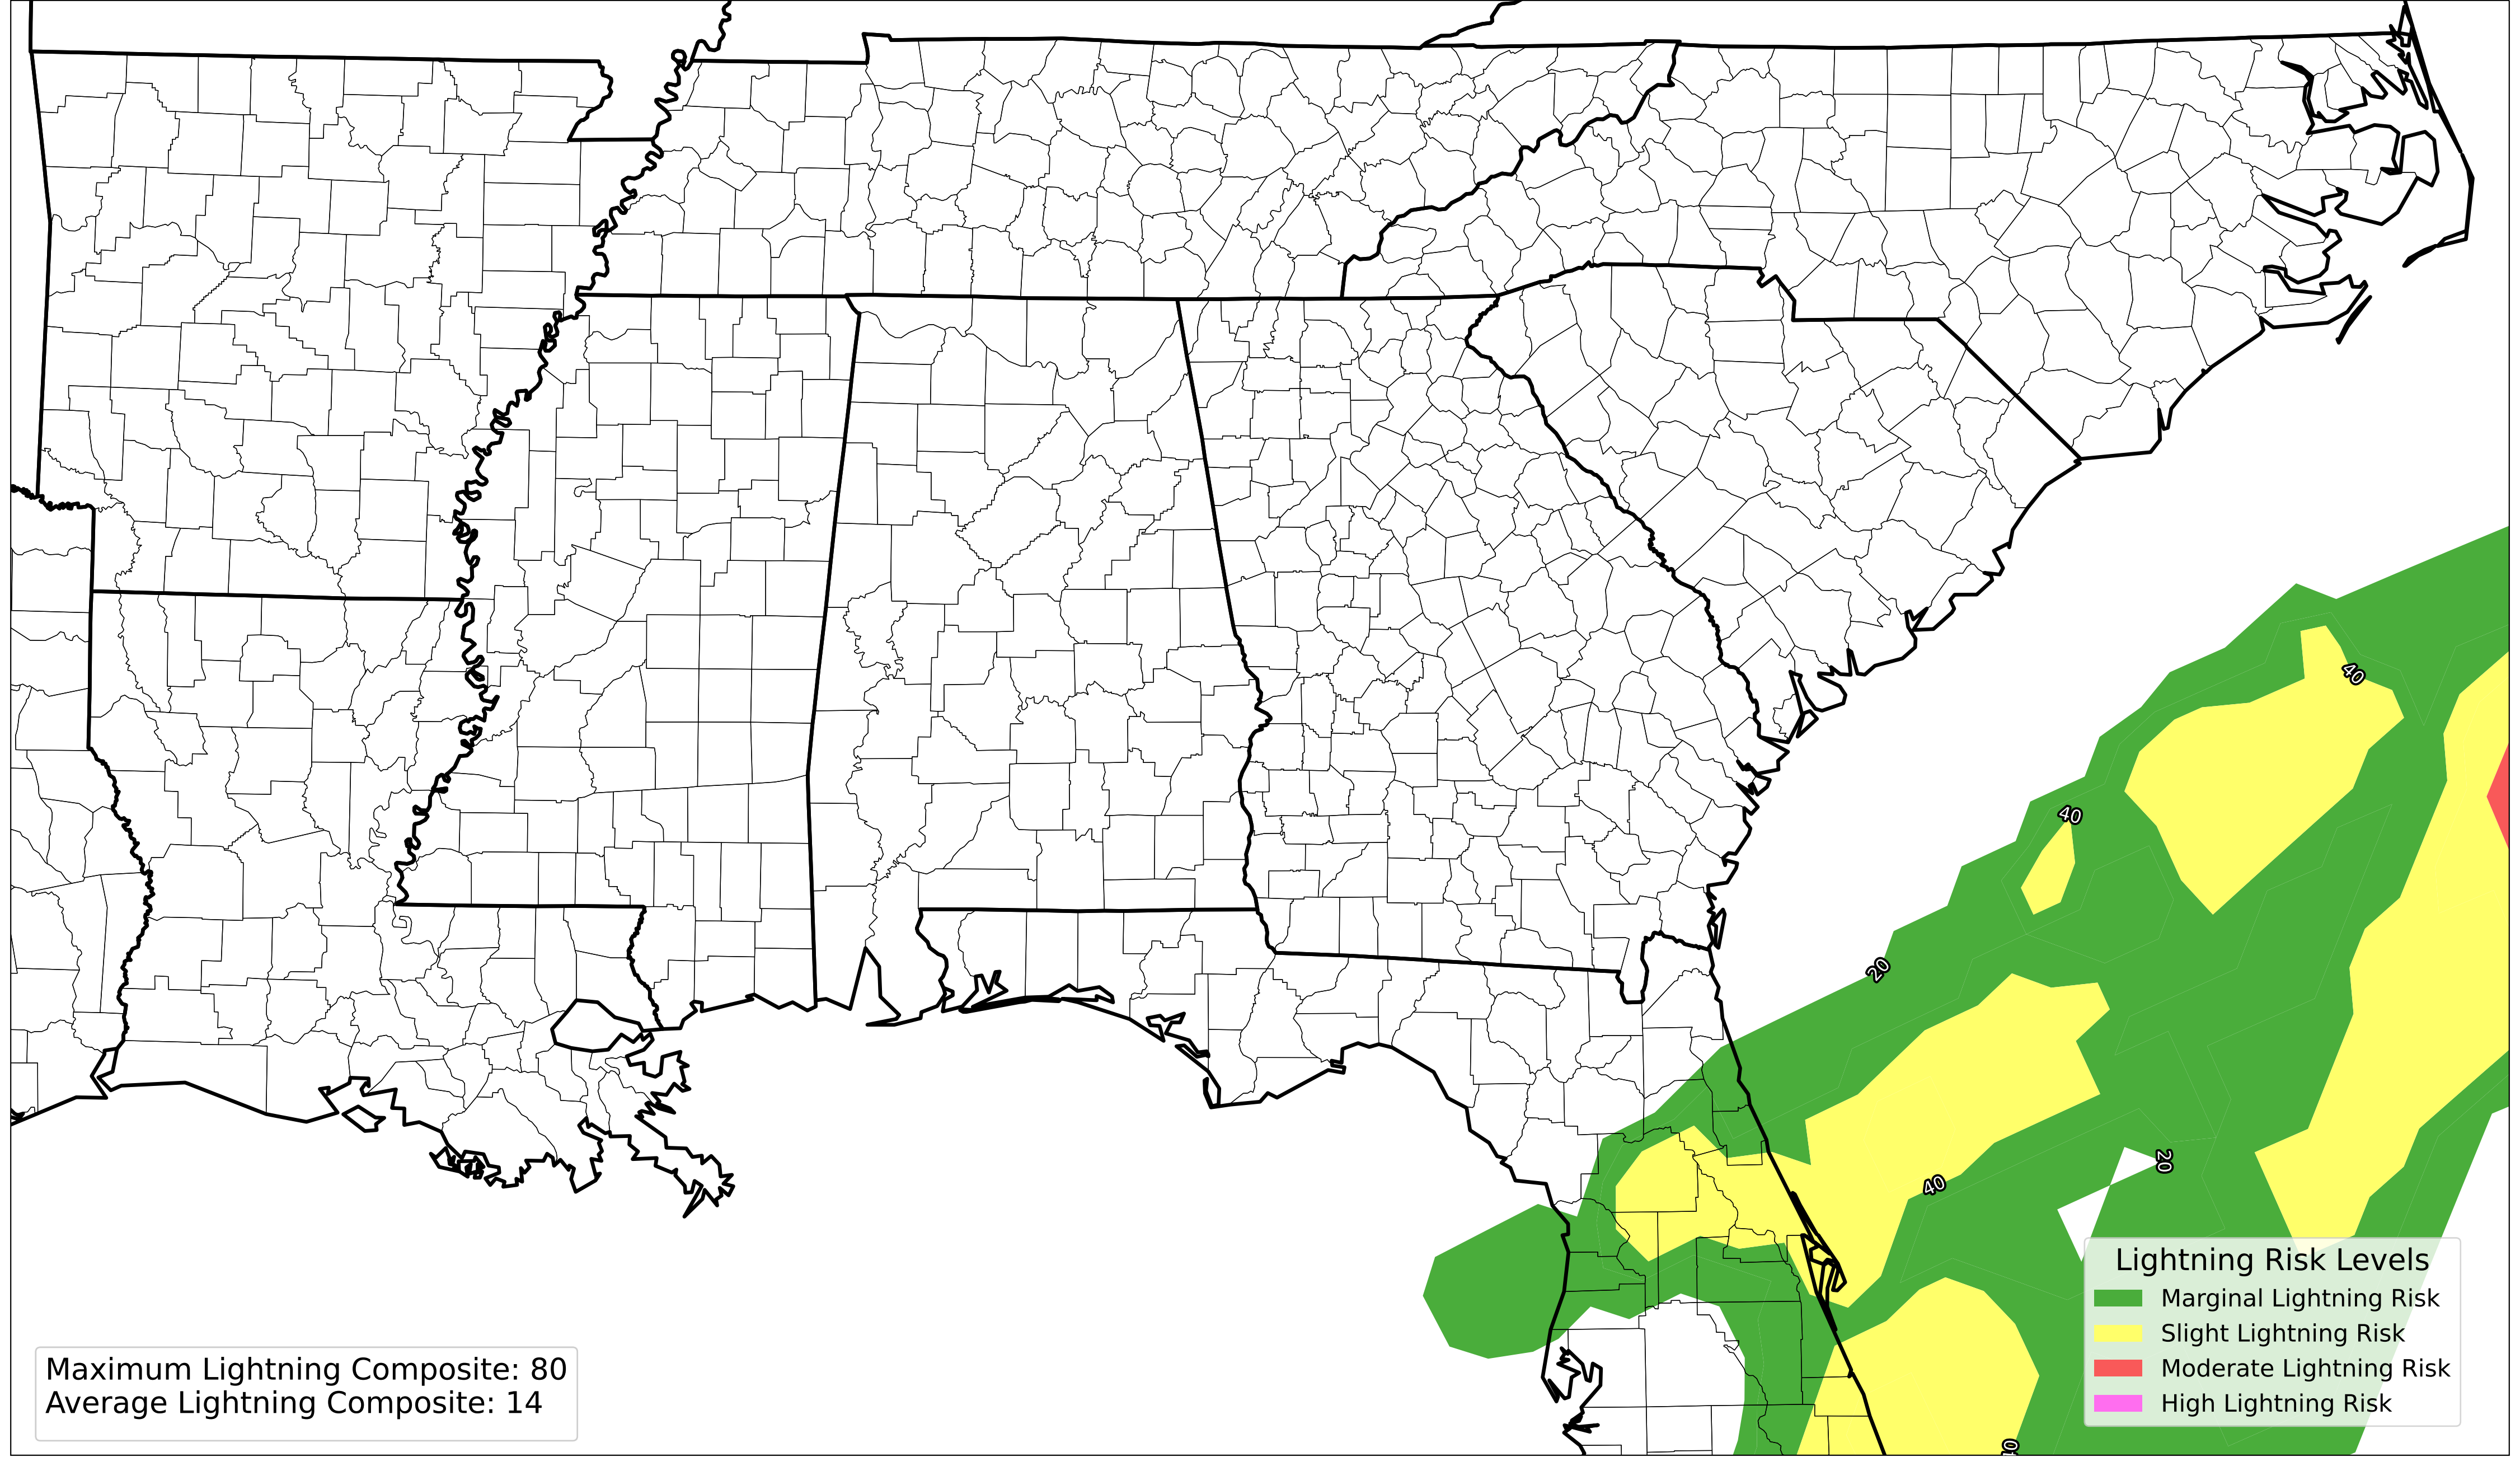 40
40
20
20
40
Lightning Risk Levels
Marginal Lightning Risk
Slight Lightning Risk
Moderate Lightning Risk
High Lightning Risk
Maximum Lightning Composite: 80
Average Lightning Composite: 14